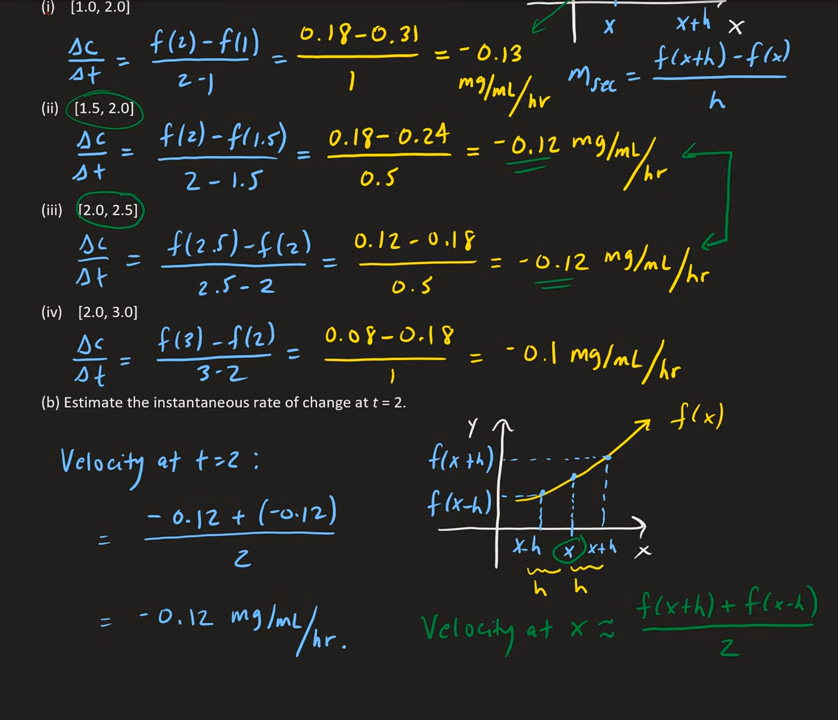 (i) [1.0, 2.0]
Δc/Δt = (f(2) - f(1))/(2-1) = (0.18 - 0.31)/1 = -0.13 mg/mL/hr
x x+h x
m_sec = (f(x+h) - f(x))/h
(ii) [1.5, 2.0]
Δc/Δt = (f(2) - f(1.5))/(2 - 1.5) = (0.18 - 0.24)/0.5 = -0.12 mg/mL/hr
(iii) [2.0, 2.5]
Δc/Δt = (f(2.5) - f(2))/(2.5 - 2) = (0.12 - 0.18)/0.5 = -0.12 mg/mL/hr
(iv) [2.0, 3.0]
Δc/Δt = (f(3) - f(2))/(3-2) = (0.08 - 0.18)/1 = -0.1 mg/mL/hr
(b) Estimate the instantaneous rate of change at t = 2.
Velocity at t=2 :
= (-0.12 + (-0.12))/2
= -0.12 mg/mL/hr.
y
f(x)
f(x+h)
f(x-h)
x-h x x+h x
h h
Velocity at x ≈ (f(x+h) + f(x-h))/2